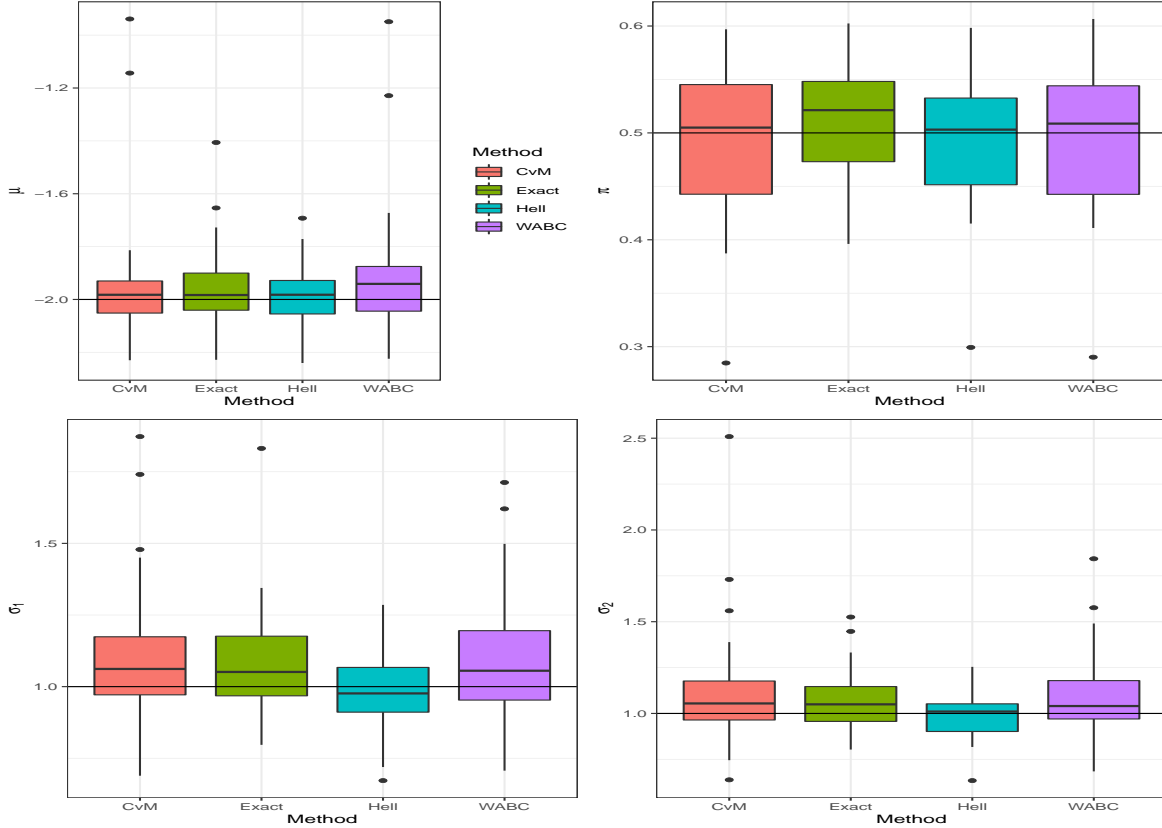 μ
−1.2
−1.6
−2.0
CvM Exact Hell WABC
Method
Method
CvM
Exact
Hell
WABC
π
0.6
0.5
0.4
0.3
CvM Exact Hell WABC
Method
σ1
1.5
1.0
CvM Exact Hell WABC
Method
σ2
2.5
2.0
1.5
1.0
CvM Exact Hell WABC
Method